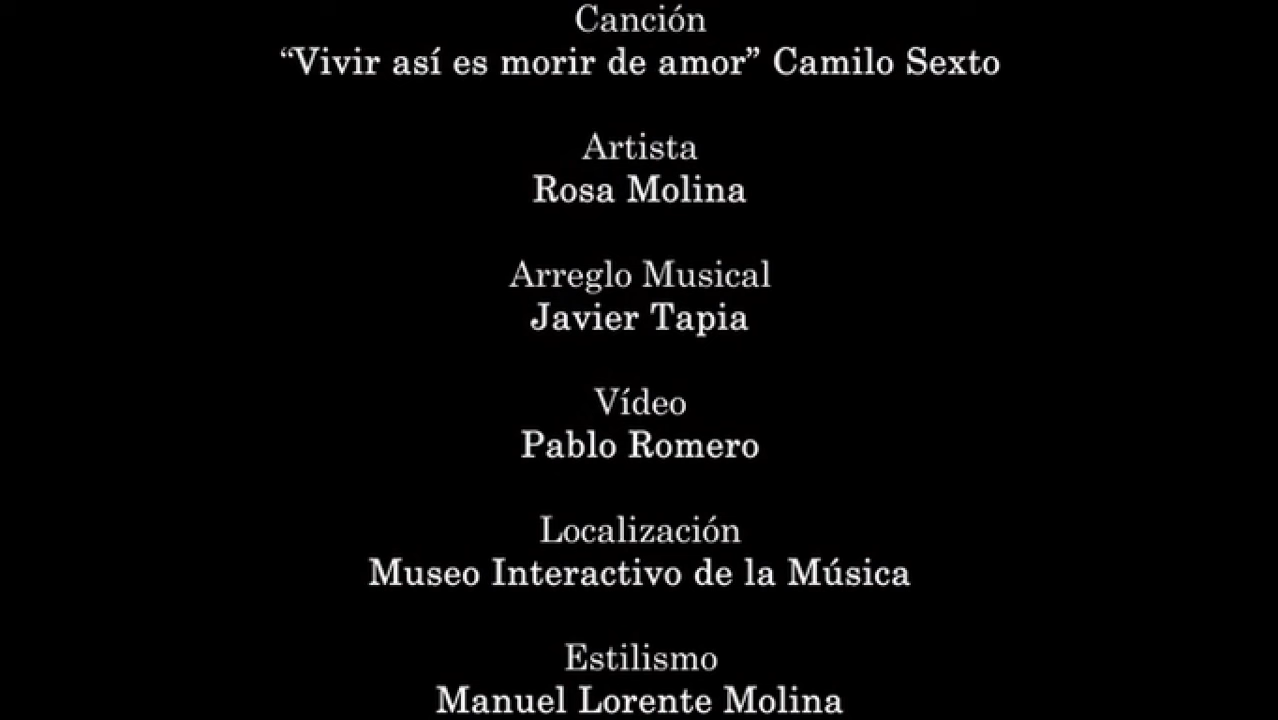 Canción
“Vivir así es morir de amor” Camilo Sexto
Artista
Rosa Molina
Arreglo Musical
Javier Tapia
Vídeo
Pablo Romero
Localización
Museo Interactivo de la Música
Estilismo
Manuel Lorente Molina